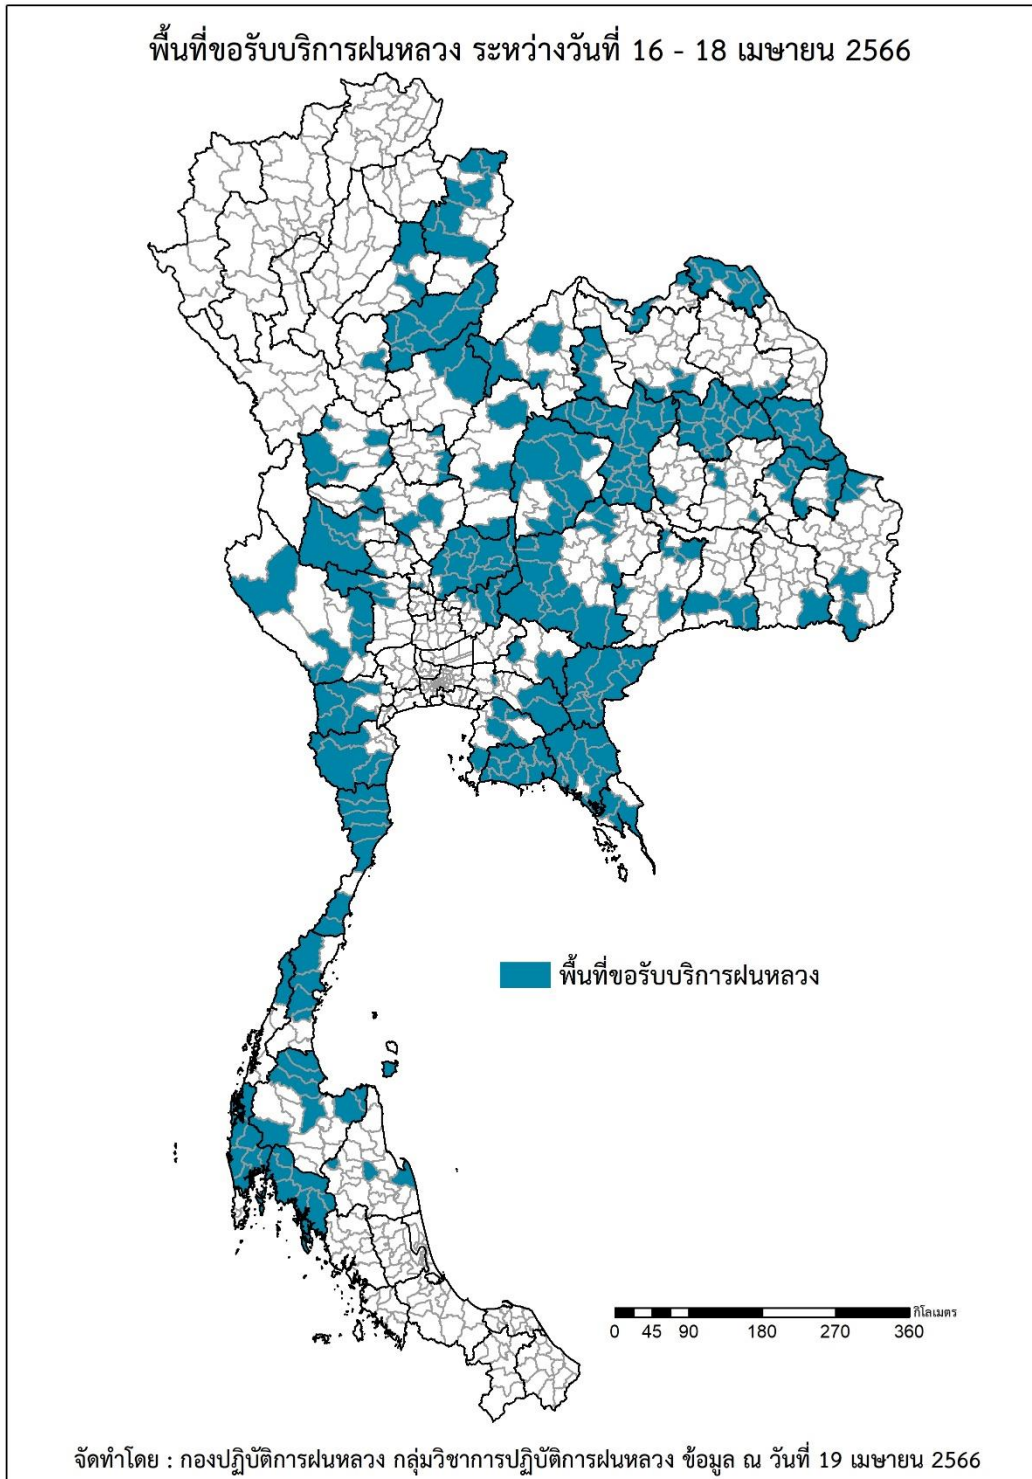 พื้นที่ขอรับบริการฝนหลวง ระหว่างวันที่ 16 - 18 เมษายน 2566
พื้นที่ขอรับบริการฝนหลวง
กิโลเมตร
0 45 90 180 270 360
จัดทำโดย : กองปฏิบัติการฝนหลวง กลุ่มวิชาการปฏิบัติการฝนหลวง ข้อมูล ณ วันที่ 19 เมษายน 2566